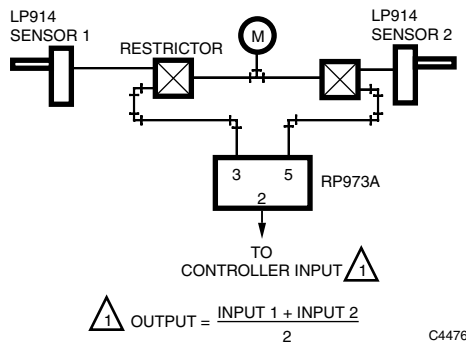 LP914
SENSOR 1
RESTRICTOR
M
LP914
SENSOR 2
3 5
2
RP973A
TO
CONTROLLER INPUT 1
1 OUTPUT = INPUT 1 + INPUT 2
2
C4476